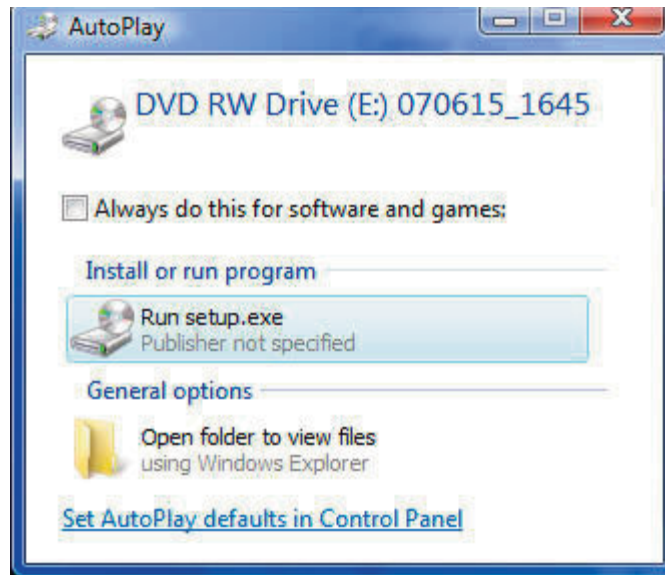 AutoPlay
DVD RW Drive (E:) 070615_1645
Always do this for software and games:
Install or run program
Run setup.exe
Publisher not specified
General options
Open folder to view files
using Windows Explorer
Set AutoPlay defaults in Control Panel